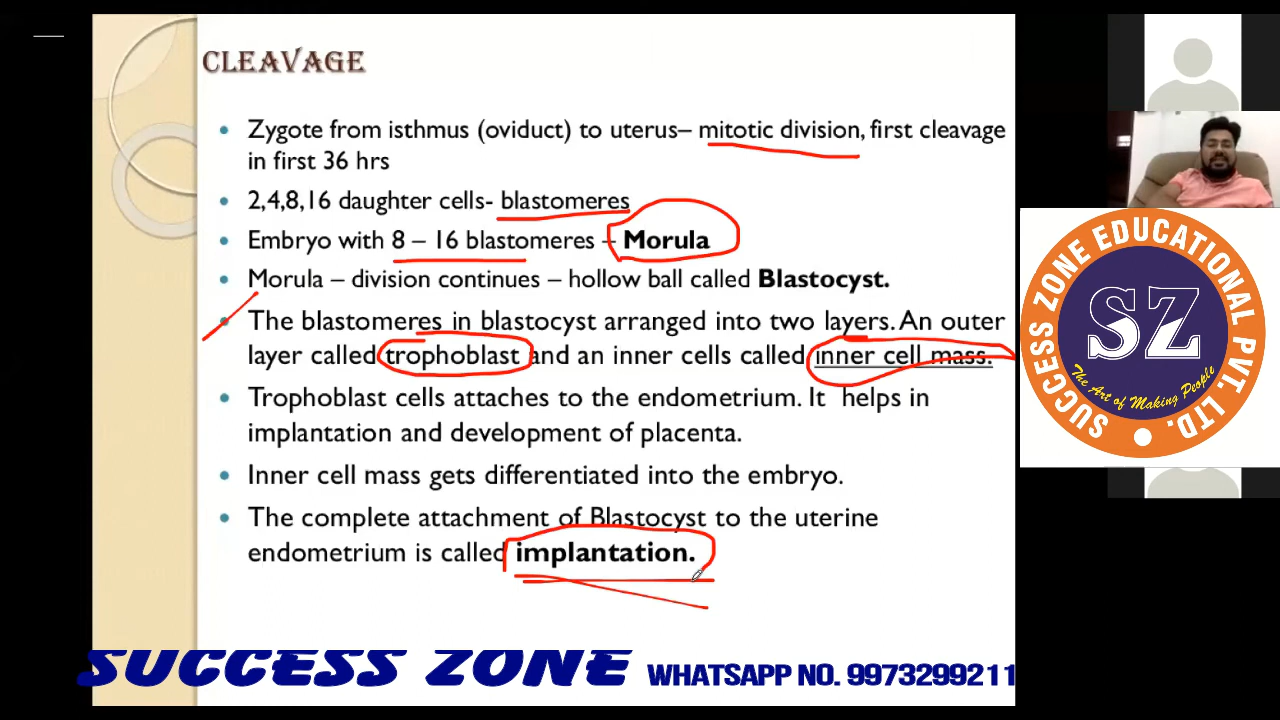 CLEAVAGE
• Zygote from isthmus (oviduct) to uterus– mitotic division, first cleavage
in first 36 hrs
• 2,4,8,16 daughter cells- blastomeres
• Embryo with 8 – 16 blastomeres – Morula
• Morula – division continues – hollow ball called Blastocyst.
• The blastomeres in blastocyst arranged into two layers. An outer
layer called trophoblast and an inner cells called inner cell mass.
• Trophoblast cells attaches to the endometrium. It helps in
implantation and development of placenta.
• Inner cell mass gets differentiated into the embryo.
• The complete attachment of Blastocyst to the uterine
endometrium is called implantation.
SUCCESS ZONE EDUCATIONAL PVT. LTD.
SZ
The Art of Making People
SUCCESS ZONE WHATSAPP NO. 9973299211